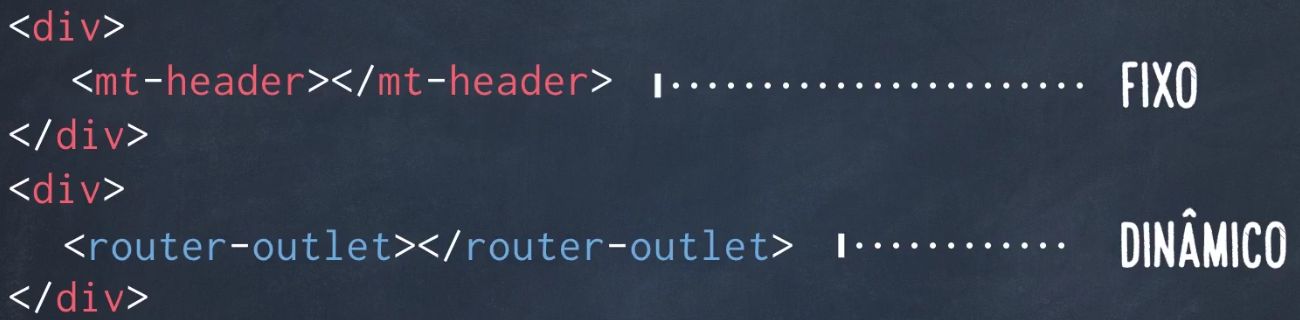 <div>
<mt-header></mt-header> FIXO
</div>
<div>
<router-outlet></router-outlet> DINÂMICO
</div>